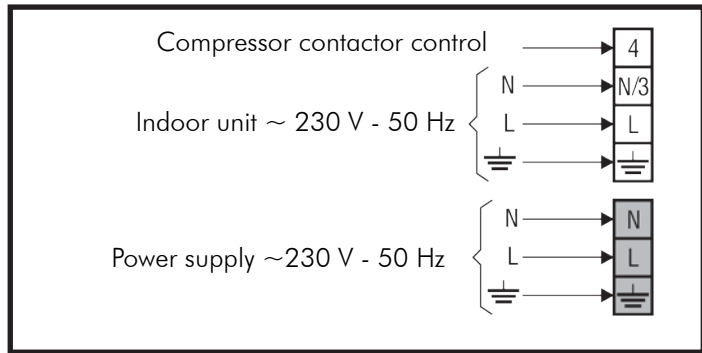 Compressor contactor control 4
N N/3
Indoor unit ~ 230 V - 50 Hz L L
N N
Power supply ~230 V - 50 Hz L L